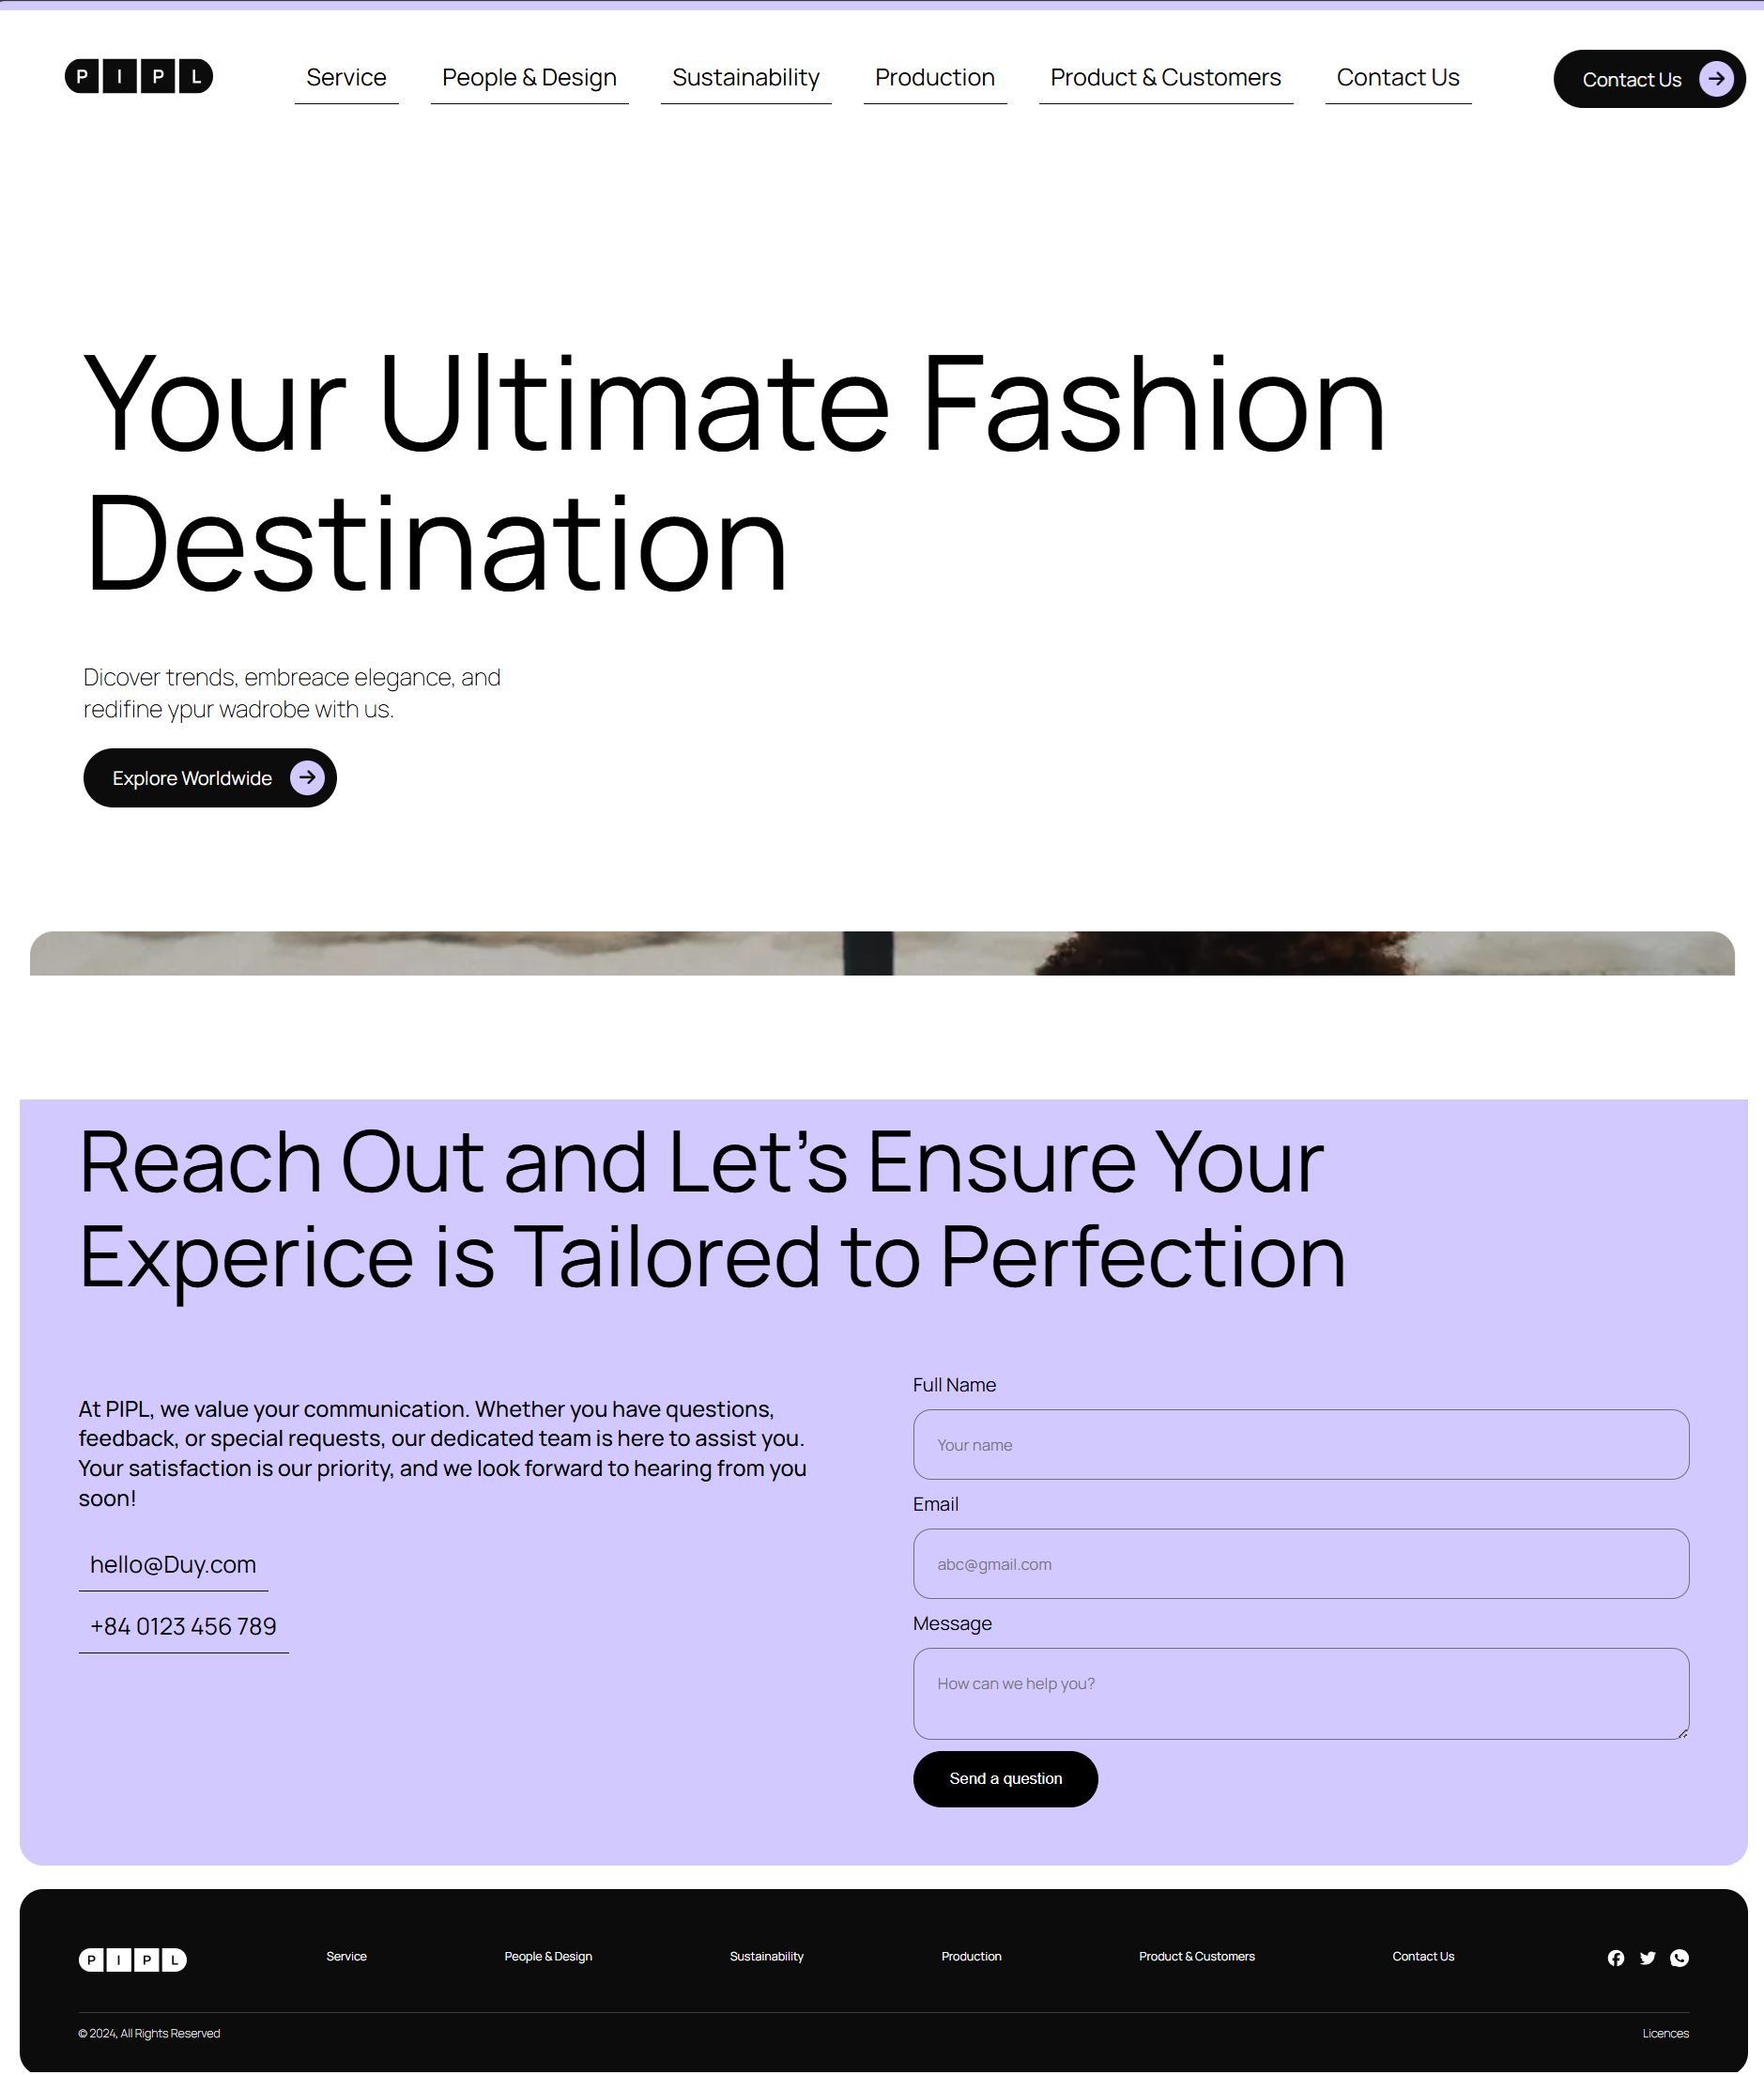 PIPL
Service
People & Design
Sustainability
Production
Product & Customers
Contact Us
Contact Us
Your Ultimate Fashion
Destination
Dicover trends, embreace elegance, and
redifine ypur wadrobe with us.
Explore Worldwide
Reach Out and Let's Ensure Your
Experice is Tailored to Perfection
At PIPL, we value your communication. Whether you have questions,
feedback, or special requests, our dedicated team is here to assist you.
Your satisfaction is our priority, and we look forward to hearing from you
soon!
hello@Duy.com
+84 0123 456 789
Full Name
Your name
Email
abc@gmail.com
Message
How can we help you?
Send a question
PIPL
Service
People & Design
Sustainability
Production
Product & Customers
Contact Us
© 2024, All Rights Reserved
Licences